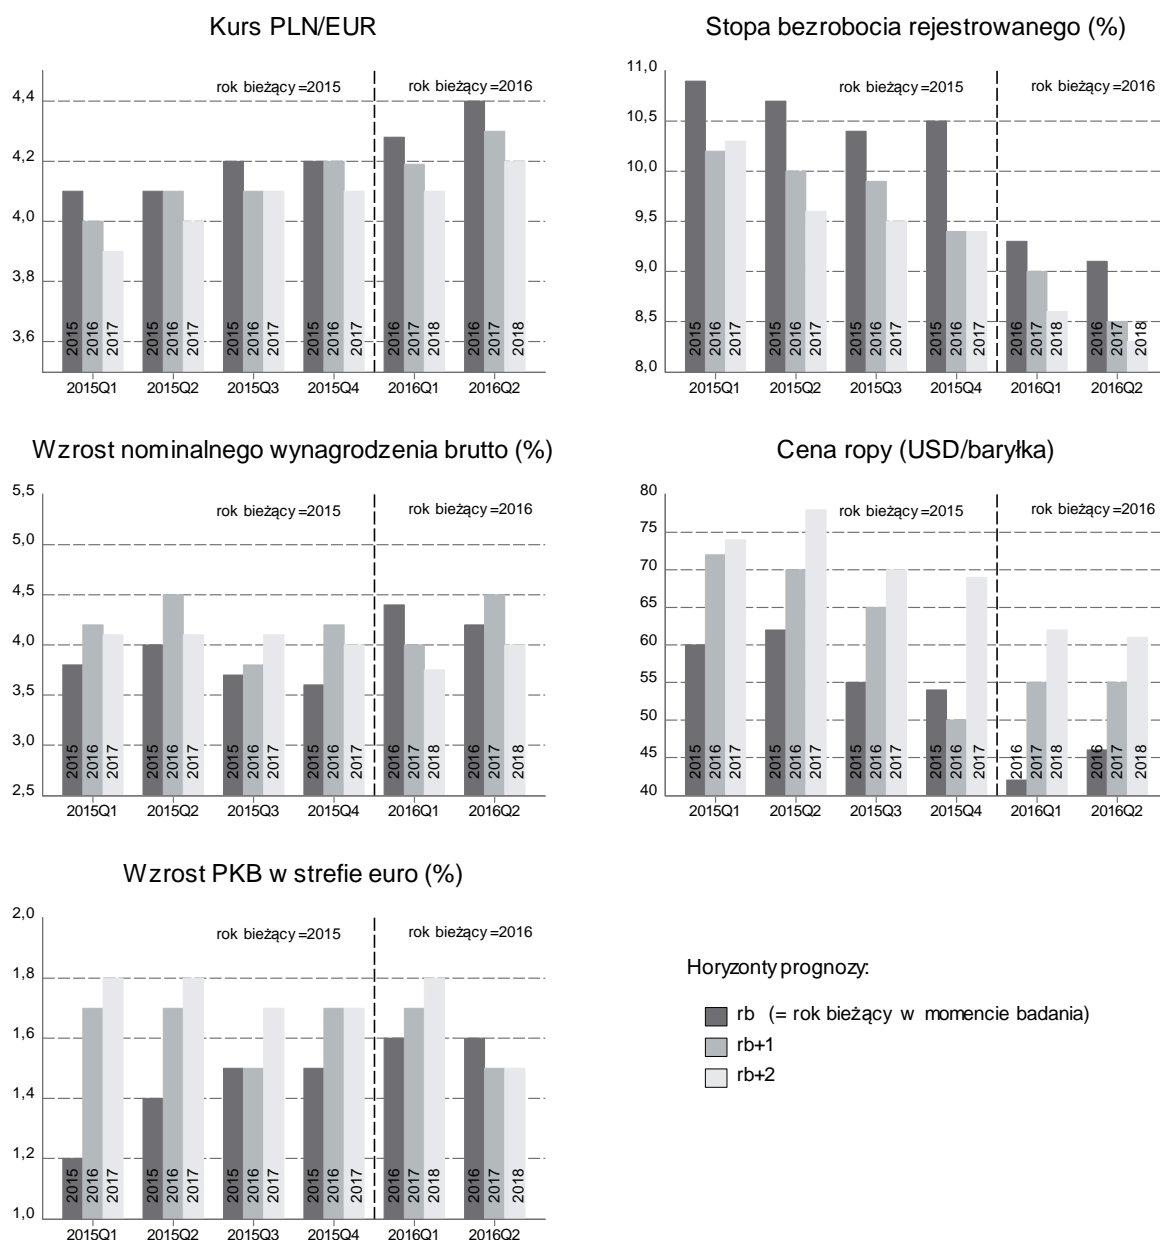 Kurs PLN/EUR
rok bieżący=2015
rok bieżący=2016
4,4
4,2
4,0
3,8
3,6
2015 2016 2017 2015 2016 2017 2015 2016 2017 2015 2016 2017 2016 2017 2018 2016 2017 2018
2015Q1 2015Q2 2015Q3 2015Q4 2016Q1 2016Q2
Stopa bezrobocia rejestrowanego (%)
rok bieżący=2015
rok bieżący=2016
11,0
10,5
10,0
9,5
9,0
8,5
8,0
2015 2016 2017 2015 2016 2017 2015 2016 2017 2015 2016 2017 2016 2017 2018 2016 2017 2018
2015Q1 2015Q2 2015Q3 2015Q4 2016Q1 2016Q2
Wzrost nominalnego wynagrodzenia brutto (%)
rok bieżący=2015
rok bieżący=2016
5,5
5,0
4,5
4,0
3,5
3,0
2,5
2015 2016 2017 2015 2016 2017 2015 2016 2017 2015 2016 2017 2016 2017 2018 2016 2017 2018
2015Q1 2015Q2 2015Q3 2015Q4 2016Q1 2016Q2
Cena ropy (USD/baryłka)
rok bieżący=2015
rok bieżący=2016
80
75
70
65
60
55
50
45
40
2015 2016 2017 2015 2016 2017 2015 2016 2017 2015 2016 2017 2016 2017 2018 2016 2017 2018
2015Q1 2015Q2 2015Q3 2015Q4 2016Q1 2016Q2
Wzrost PKB w strefie euro (%)
rok bieżący=2015
rok bieżący=2016
2,0
1,8
1,6
1,4
1,2
1,0
2015 2016 2017 2015 2016 2017 2015 2016 2017 2015 2016 2017 2016 2017 2018 2016 2017 2018
2015Q1 2015Q2 2015Q3 2015Q4 2016Q1 2016Q2
Horyzonty prognozy:
rb (= rok bieżący w momencie badania)
rb+1
rb+2